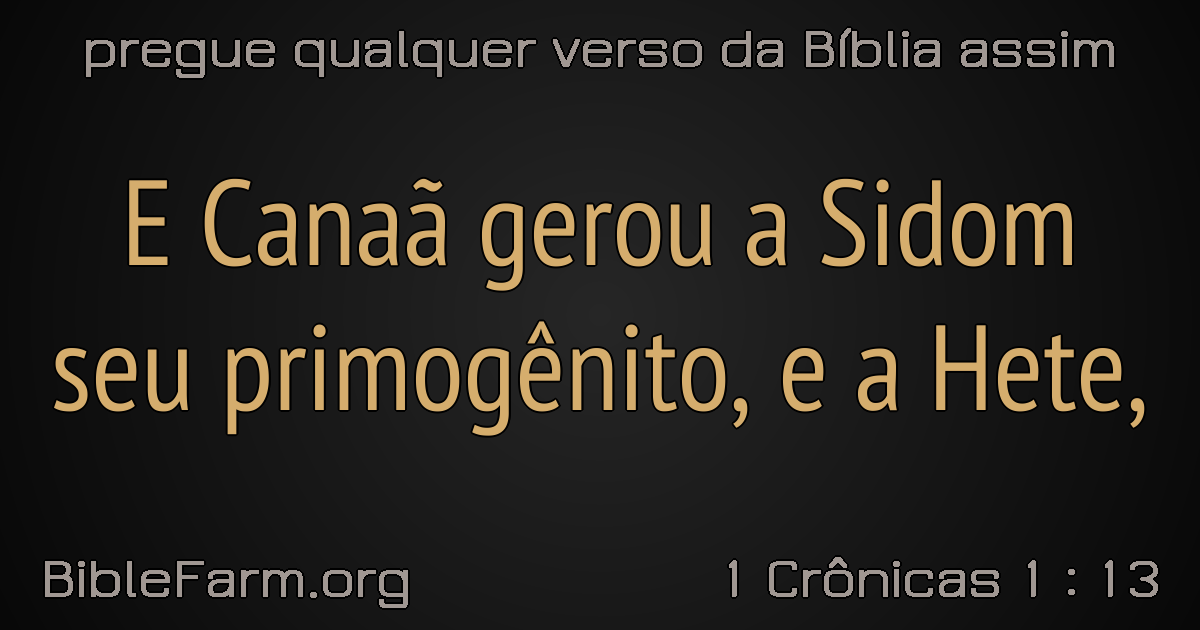 pregue qualquer verso da Bíblia assim
E Canaã gerou a Sidom
seu primogênito, e a Hete,
BibleFarm.org
1 Crônicas 1 : 13